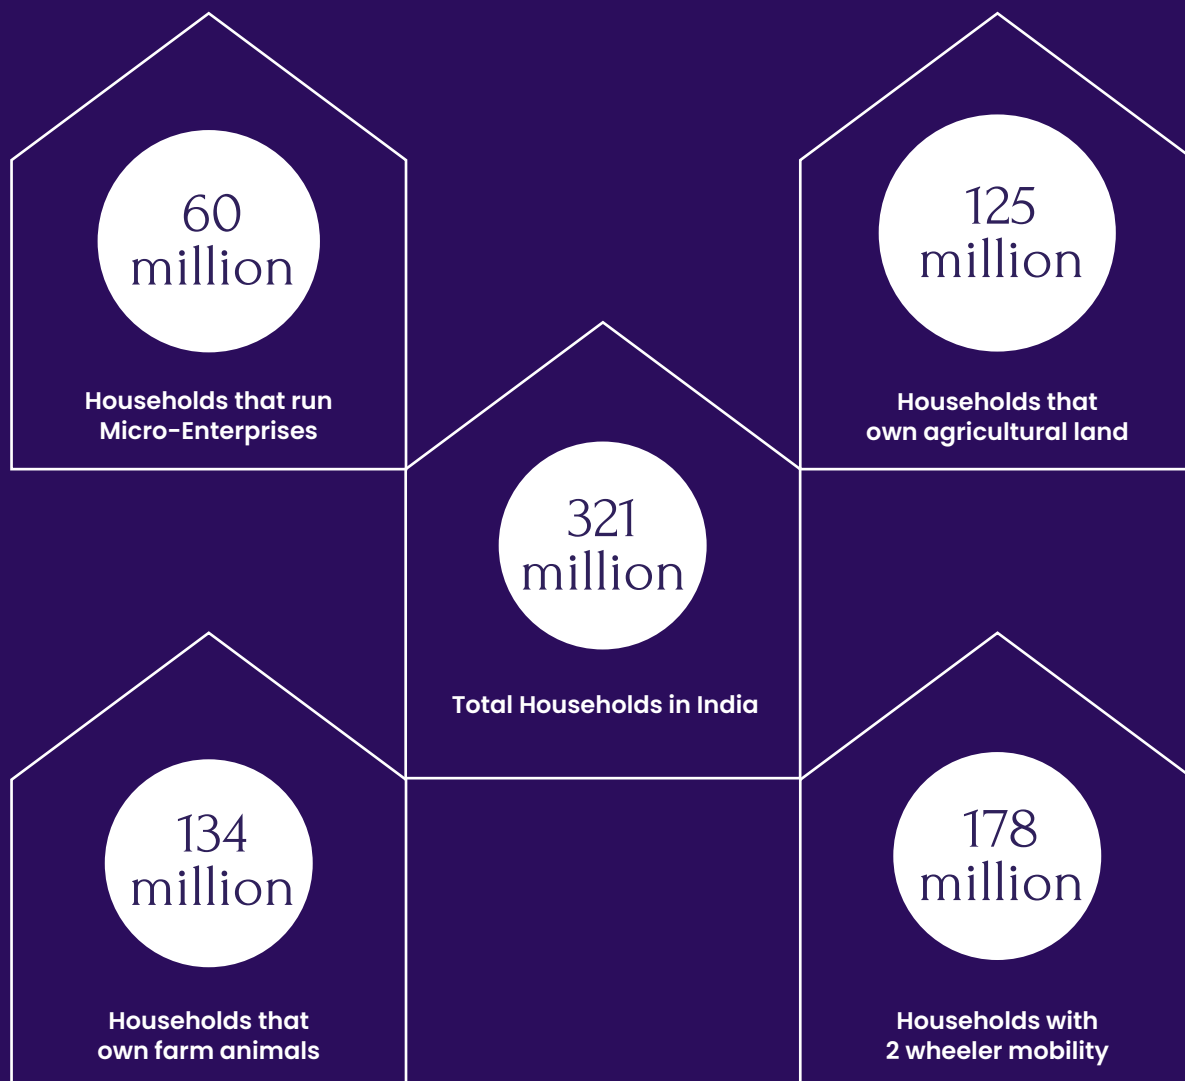 60
million
Households that run
Micro-Enterprises
125
million
Households that
own agricultural land
321
million
Total Households in India
134
million
Households that
own farm animals
178
million
Households with
2 wheeler mobility